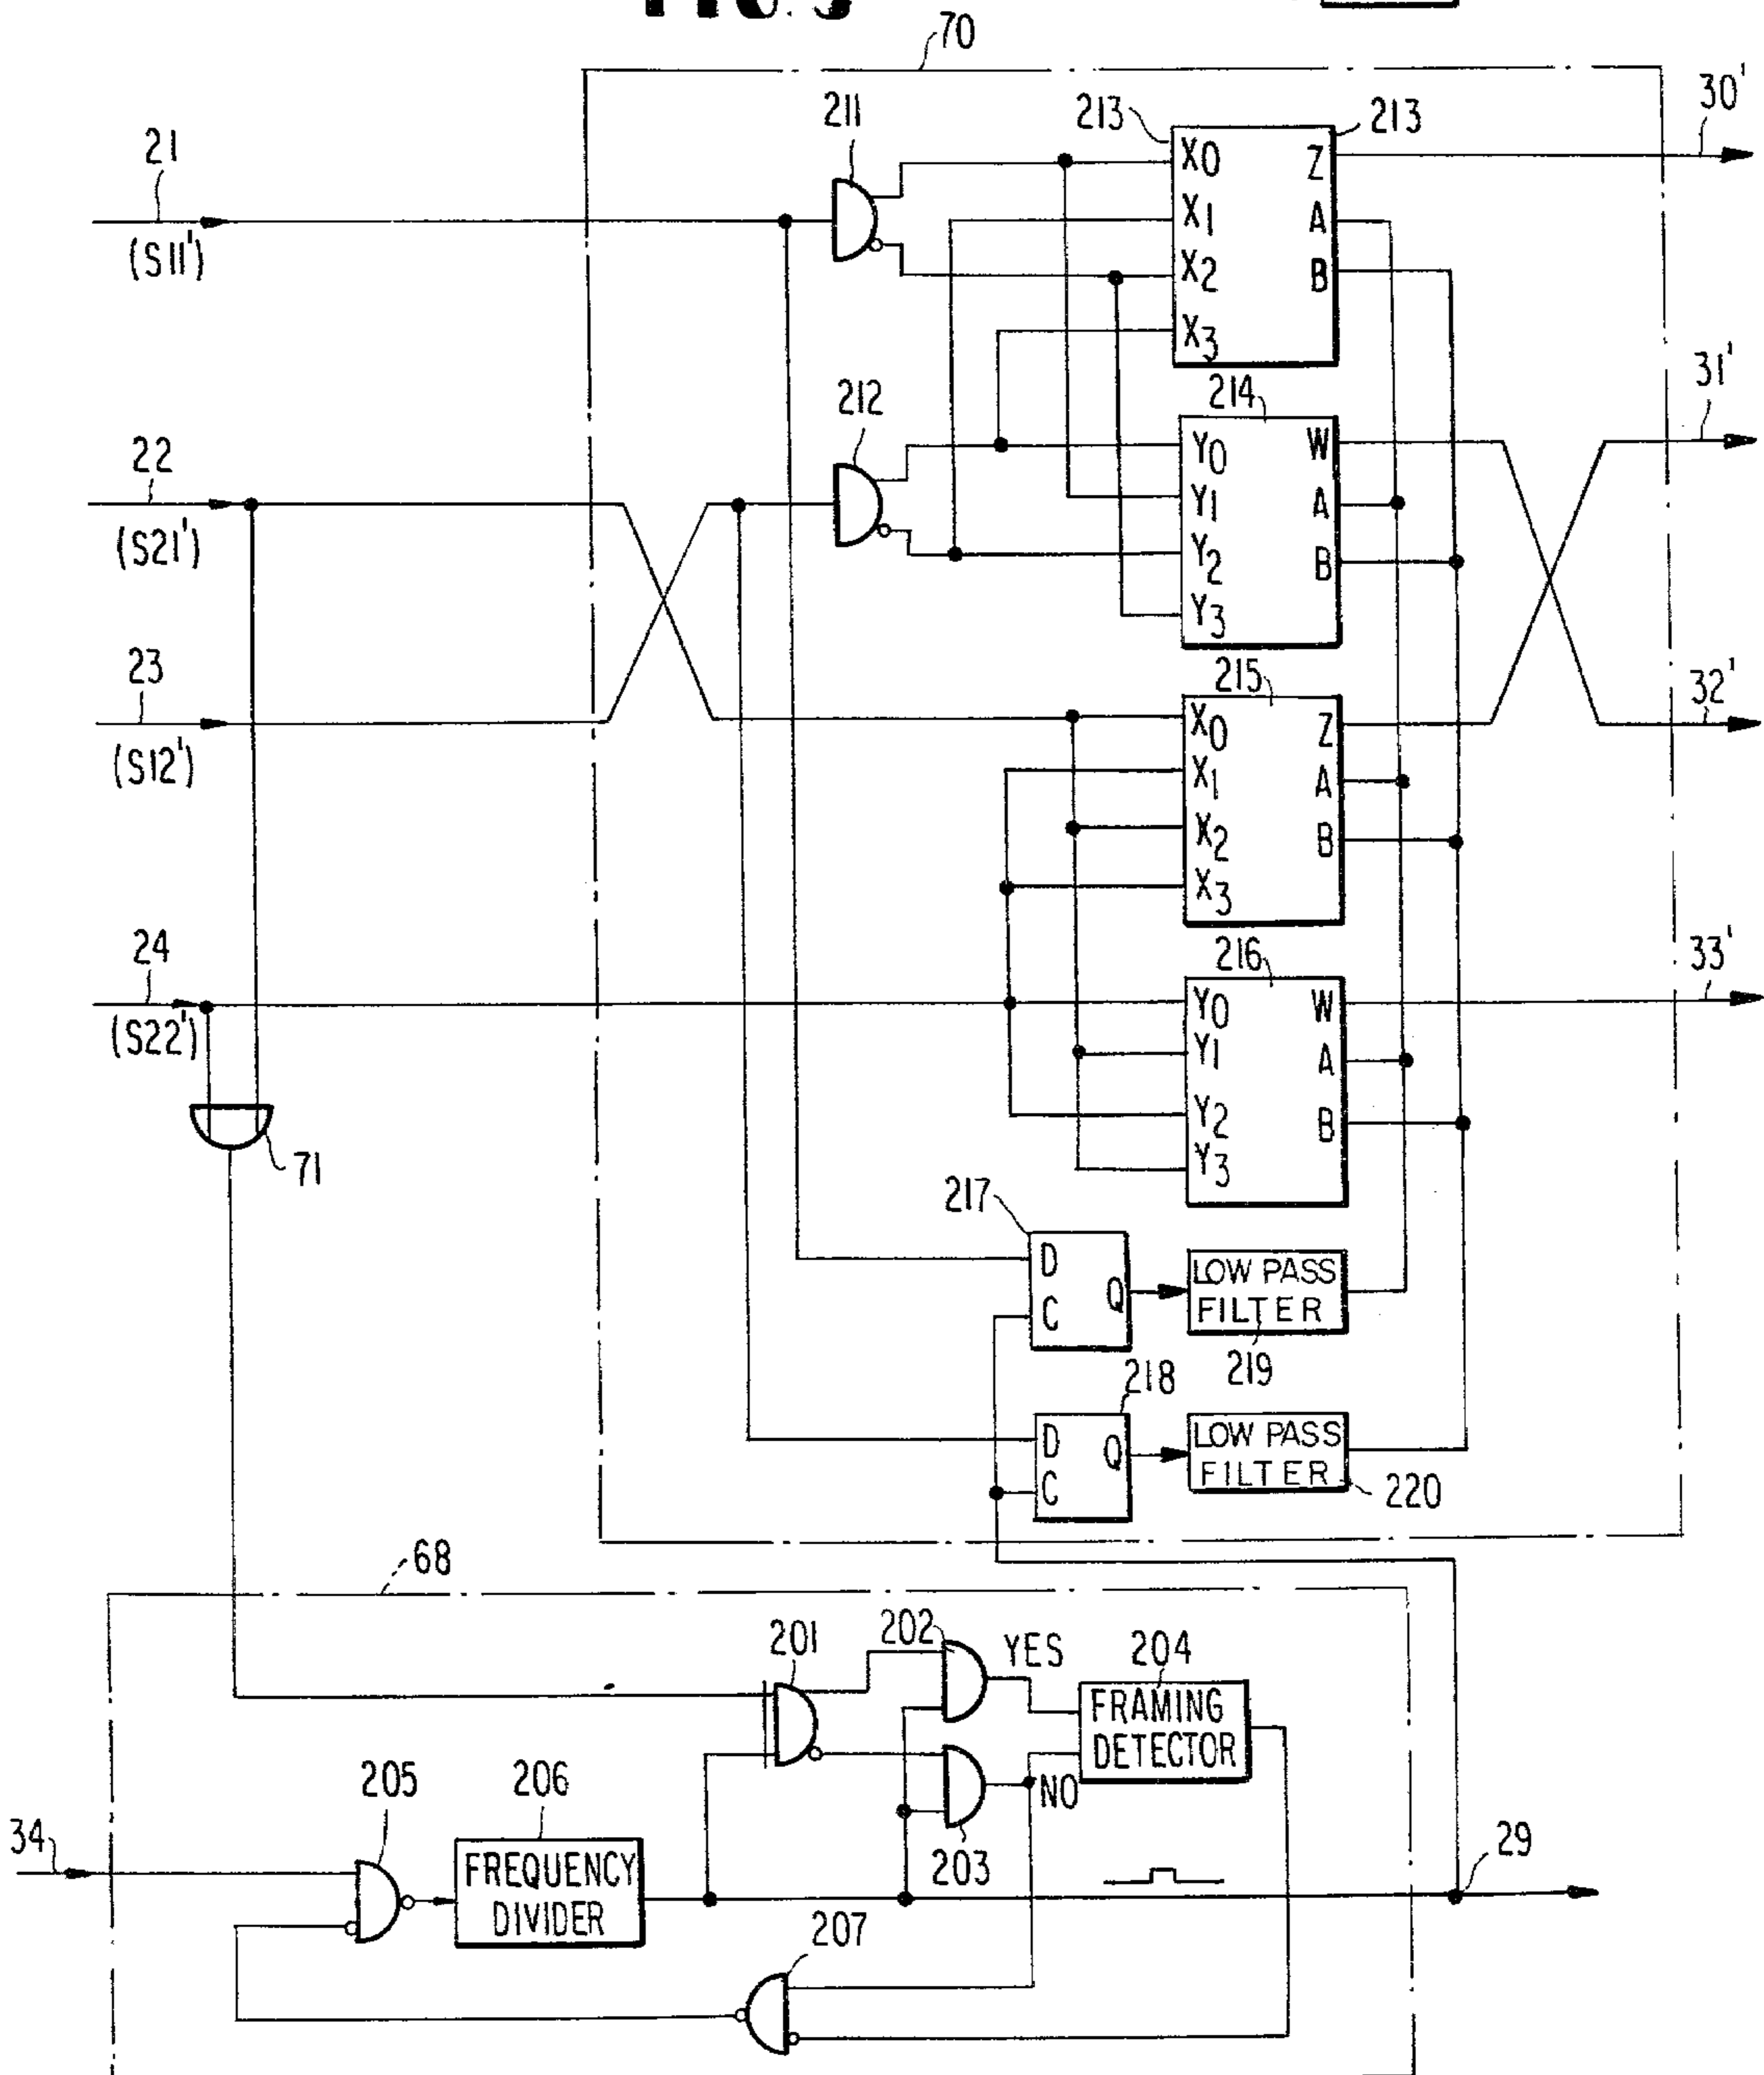 70
211
213
213
30'
21
(S11')
X0
Z
X1
A
X2
B
X3
31'
212
214
22
(S21')
Y0
W
Y1
A
Y2
B
Y3
23
(S12')
215
32'
X0
Z
X1
A
X2
B
X3
24
(S22')
216
33'
Y0
W
Y1
A
Y2
B
Y3
71
217
D
C
Q
LOW PASS
FILTER
219
218
D
C
Q
LOW PASS
FILTER
220
68
201
202
YES
204
FRAMING
DETECTOR
NO
203
205
206
34
FREQUENCY
DIVIDER
29
207